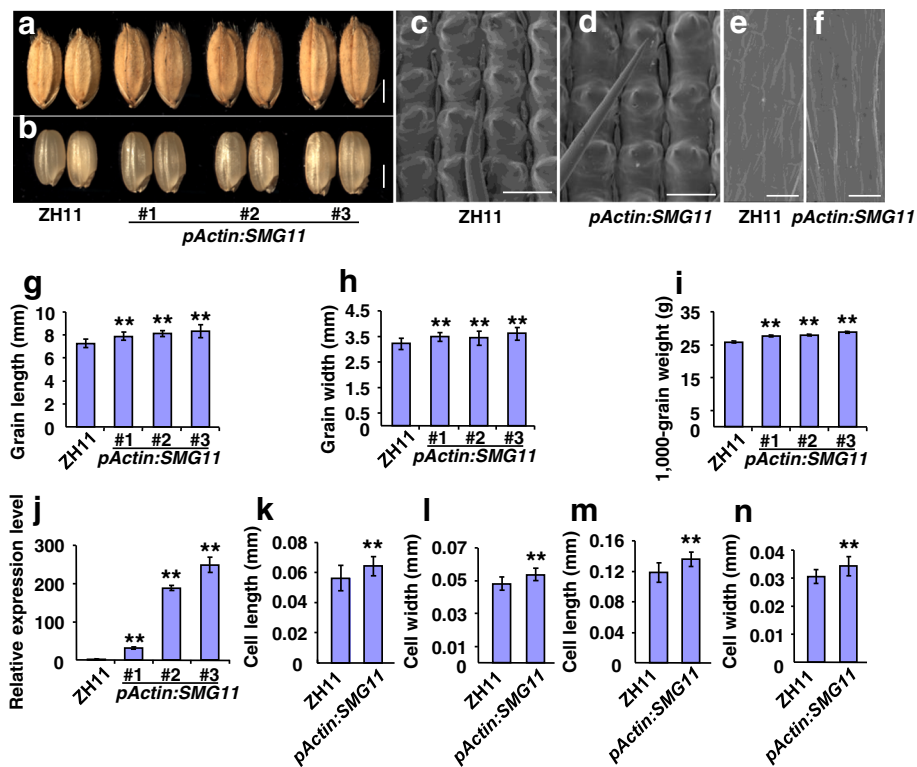 a
b
c
d
e
f
ZH11
#1
#2
#3
pActin:SMG11
ZH11
pActin:SMG11
ZH11
pActin:SMG11
g
Grain length (mm)
10
8
6
4
2
0
**
**
**
ZH11
#1
#2
#3
pActin:SMG11
h
Grain width (mm)
4.5
3.5
2.5
1.5
0.5
0
**
**
**
ZH11
#1
#2
#3
pActin:SMG11
i
1,000-grain weight (g)
35
25
15
5
0
**
**
**
ZH11
#1
#2
#3
pActin:SMG11
j
Relative expression level
300
200
100
0
**
**
**
ZH11
#1
#2
#3
pActin:SMG11
k
Cell length (mm)
0.08
0.06
0.04
0.02
0
**
ZH11
pActin:SMG11
l
Cell width (mm)
0.07
0.05
0.03
0.01
0
**
ZH11
pActin:SMG11
m
Cell length (mm)
0.16
0.12
0.08
0.04
0
**
ZH11
pActin:SMG11
n
Cell width (mm)
0.04
0.03
0.02
0.01
0
**
ZH11
pActin:SMG11